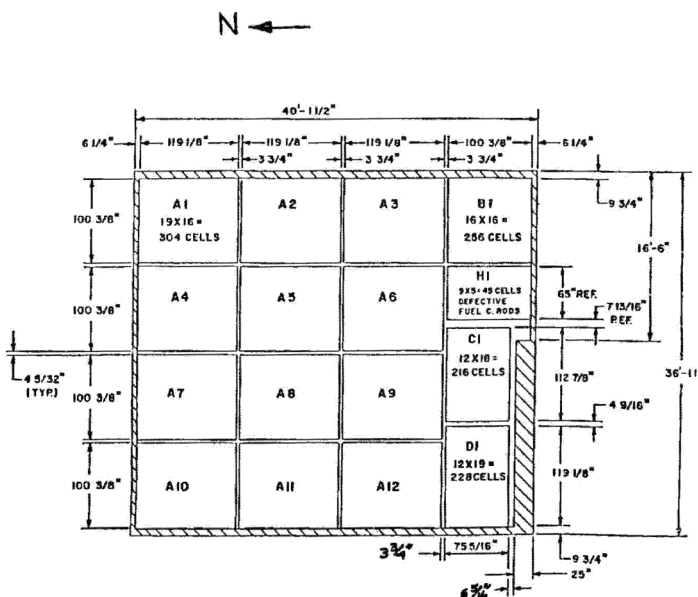 N
40'-11/2"
6 1/4" 119 1/8" 119 1/8" 119 1/8" 100 3/8" 6 1/4"
3 3/4" 3 3/4" 3 3/4"
9 3/4"
A1 A2 A3 B1
19X16= 16X16=
304 CELLS 256 CELLS
100 3/8"
16'-6"
H1
9X5=45 CELLS
DEFECTIVE
FUEL C. RODS
65" REF.
7 13/16"
REF.
A4 A5 A6
100 3/8"
C1
12X18=
216 CELLS
112 7/8"
36'-11
4 5/32"
(TYP.)
A7 A8 A9
100 3/8"
4 9/16"
D1
12X19=
228 CELLS
119 1/8"
A10 A11 A12
100 3/8"
3 3/4" 75 5/16"
9 3/4"
25"